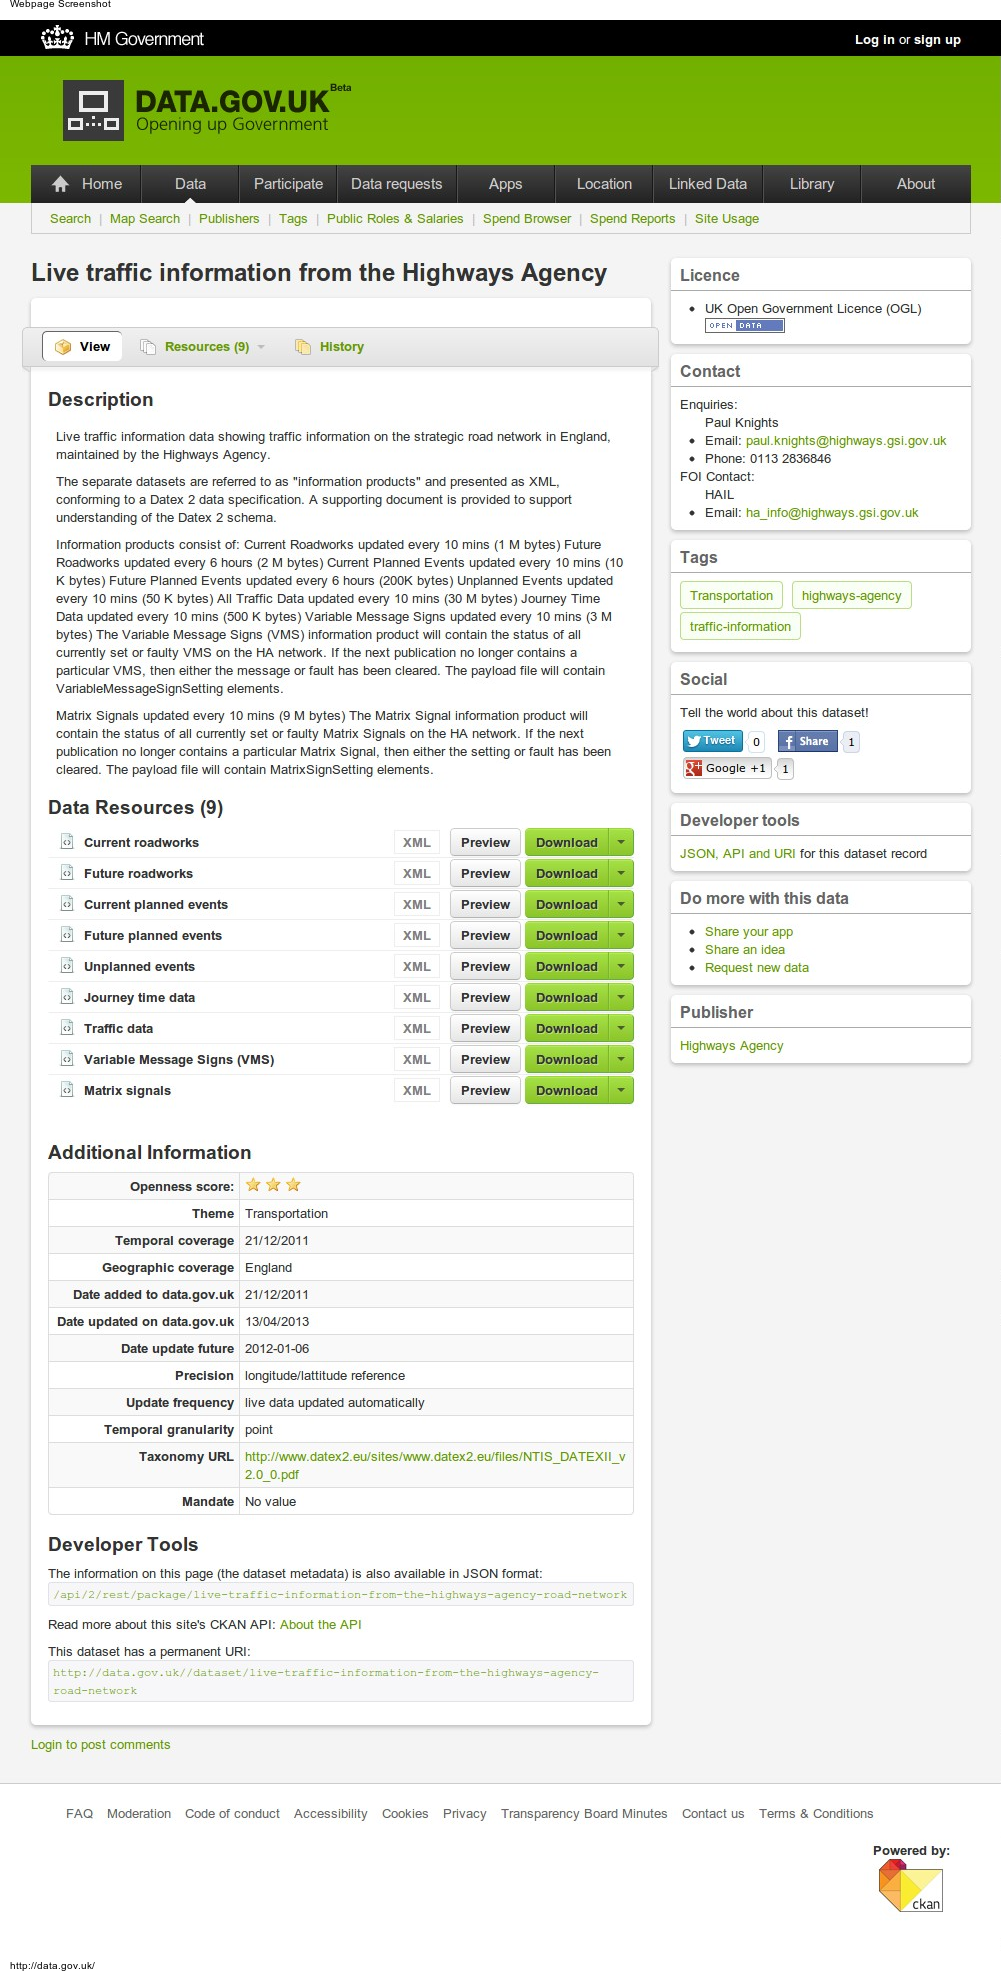 Webpage Screenshot
HM Government
Log in or sign up
DATA.GOV.UK Beta
Opening up Government
Home Data Participate Data requests Apps Location Linked Data Library About
Search | Map Search | Publishers | Tags | Public Roles & Salaries | Spend Browser | Spend Reports | Site Usage
Live traffic information from the Highways Agency
View Resources (9) History
Description
Live traffic information data showing traffic information on the strategic road network in England,
maintained by the Highways Agency.
The separate datasets are referred to as "information products" and presented as XML,
conforming to a Datex 2 data specification. A supporting document is provided to support
understanding of the Datex 2 schema.
Information products consist of: Current Roadworks updated every 10 mins (1 M bytes) Future
Roadworks updated every 6 hours (2 M bytes) Current Planned Events updated every 10 mins (10
K bytes) Future Planned Events updated every 6 hours (200K bytes) Unplanned Events updated
every 10 mins (50 K bytes) All Traffic Data updated every 10 mins (30 M bytes) Journey Time
Data updated every 10 mins (500 K bytes) Variable Message Signs updated every 10 mins (3 M
bytes) The Variable Message Signs (VMS) information product will contain the status of all
currently set or faulty VMS on the HA network. If the next publication no longer contains a
particular VMS, then either the message or fault has been cleared. The payload file will contain
VariableMessageSignSetting elements.
Matrix Signals updated every 10 mins (9 M bytes) The Matrix Signal information product will
contain the status of all currently set or faulty Matrix Signals on the HA network. If the next
publication no longer contains a particular Matrix Signal, then either the setting or fault has been
cleared. The payload file will contain MatrixSignSetting elements.
Data Resources (9)
Current roadworks XML Preview Download
Future roadworks XML Preview Download
Current planned events XML Preview Download
Future planned events XML Preview Download
Unplanned events XML Preview Download
Journey time data XML Preview Download
Traffic data XML Preview Download
Variable Message Signs (VMS) XML Preview Download
Matrix signals XML Preview Download
Additional Information
Openness score:
Theme Transportation
Temporal coverage 21/12/2011
Geographic coverage England
Date added to data.gov.uk 21/12/2011
Date updated on data.gov.uk 13/04/2013
Date update future 2012-01-06
Precision longitude/lattitude reference
Update frequency live data updated automatically
Temporal granularity point
Taxonomy URL http://www.datex2.eu/sites/www.datex2.eu/files/NTIS_DATEXII_v
2.0_0.pdf
Mandate No value
Developer Tools
The information on this page (the dataset metadata) is also available in JSON format:
/api/2/rest/package/live-traffic-information-from-the-highways-agency-road-network
Read more about this site's CKAN API: About the API
This dataset has a permanent URI:
http://data.gov.uk//dataset/live-traffic-information-from-the-highways-agency-
road-network
Login to post comments
Licence
UK Open Government Licence (OGL)
OPEN DATA
Contact
Enquiries:
Paul Knights
Email: paul.knights@highways.gsi.gov.uk
Phone: 0113 2836846
FOI Contact:
HAIL
Email: ha_info@highways.gsi.gov.uk
Tags
Transportation highways-agency
traffic-information
Social
Tell the world about this dataset!
Tweet 0 f Share 1
g+ Google +1 1
Developer tools
JSON, API and URI for this dataset record
Do more with this data
Share your app
Share an idea
Request new data
Publisher
Highways Agency
FAQ Moderation Code of conduct Accessibility Cookies Privacy Transparency Board Minutes Contact us Terms & Conditions
Powered by:
ckan
http://data.gov.uk/